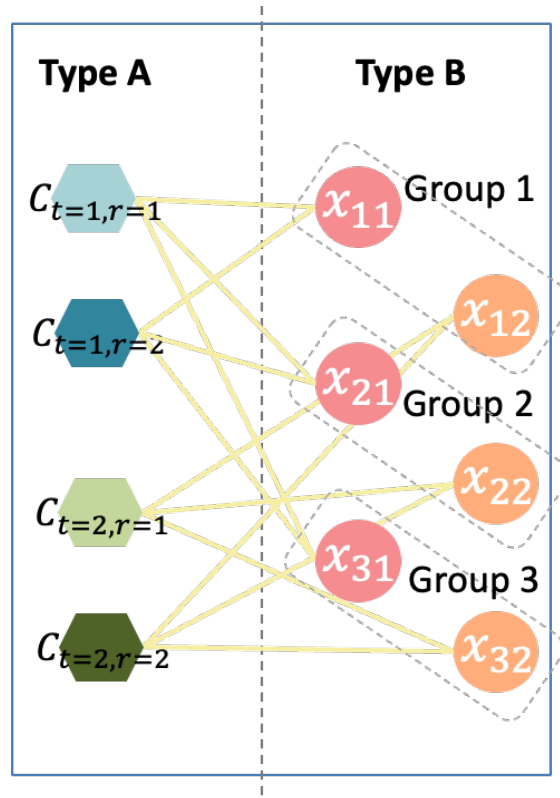 Type A
Type B
C_{t=1,r=1}
x_{11}
Group 1
C_{t=1,r=2}
x_{12}
x_{21}
Group 2
C_{t=2,r=1}
x_{22}
x_{31}
Group 3
C_{t=2,r=2}
x_{32}